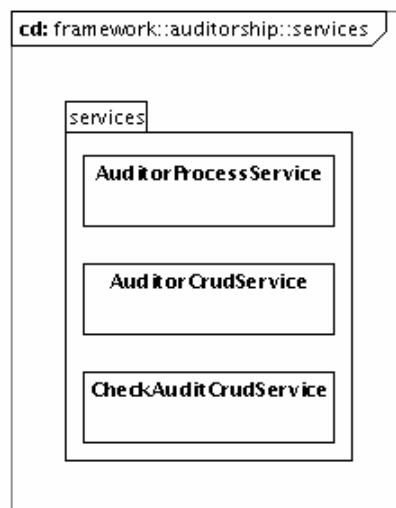 cd: framework::auditorship::services
services
AuditorProcessService
AuditorCrudService
CheckAuditCrudService